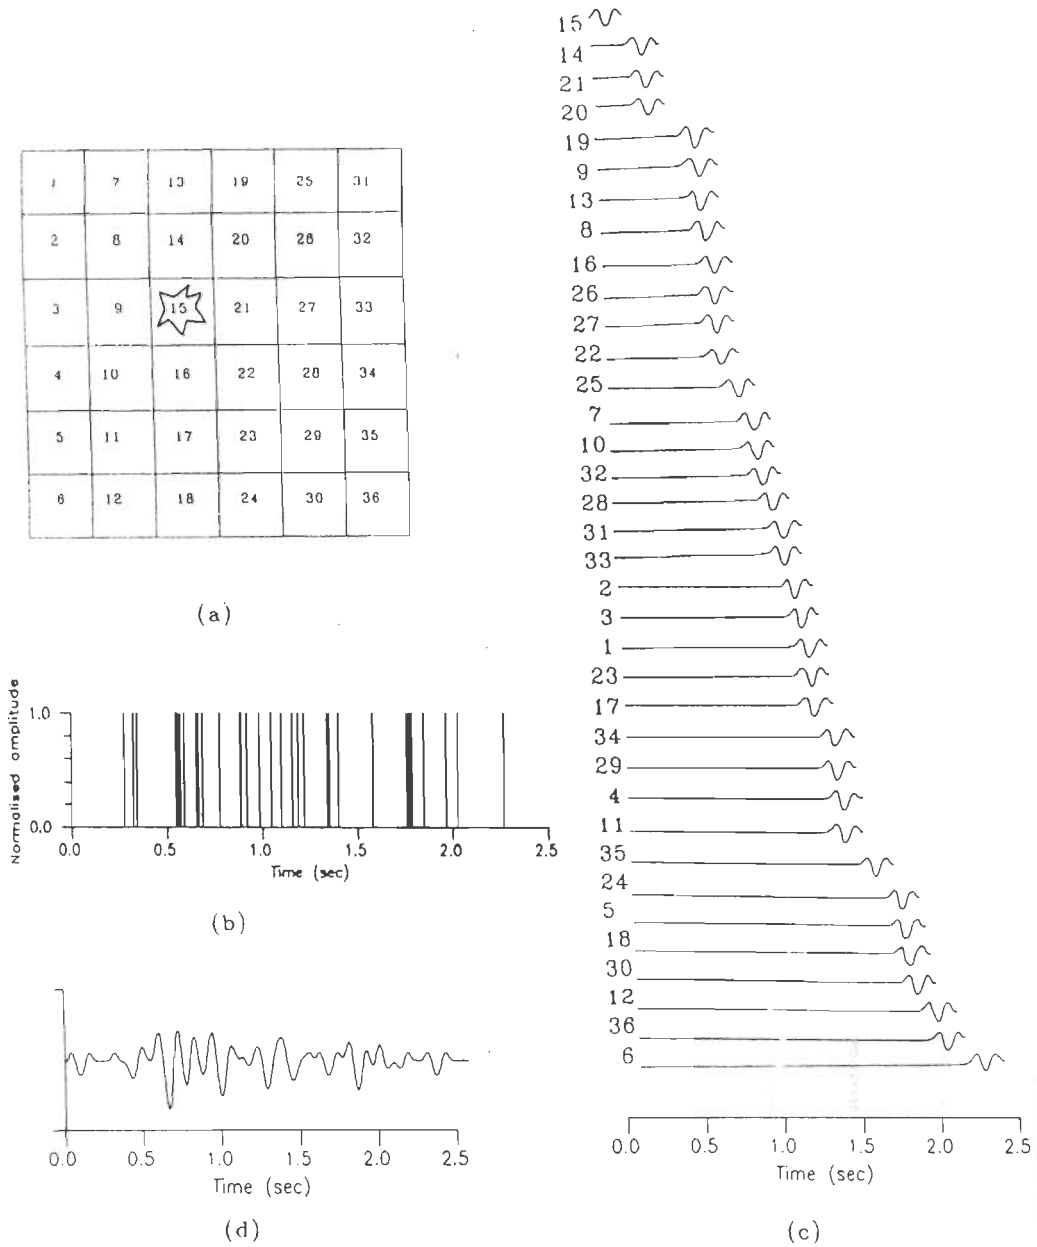 1 7 13 19 25 31
2 8 14 20 26 32
3 9 15 21 27 33
4 10 16 22 28 34
5 11 17 23 29 35
6 12 18 24 30 36
(a)
Normalised amplitude
1.0
0.0
0.0 0.5 1.0 1.5 2.0 2.5
Time (sec)
(b)
0.0 0.5 1.0 1.5 2.0 2.5
Time (sec)
(d)
15
14
21
20
19
9
13
8
16
26
27
22
25
7
10
32
28
31
33
2
3
1
23
17
34
29
4
11
35
24
5
18
30
12
36
6
0.0 0.5 1.0 1.5 2.0 2.5
Time (sec)
(c)